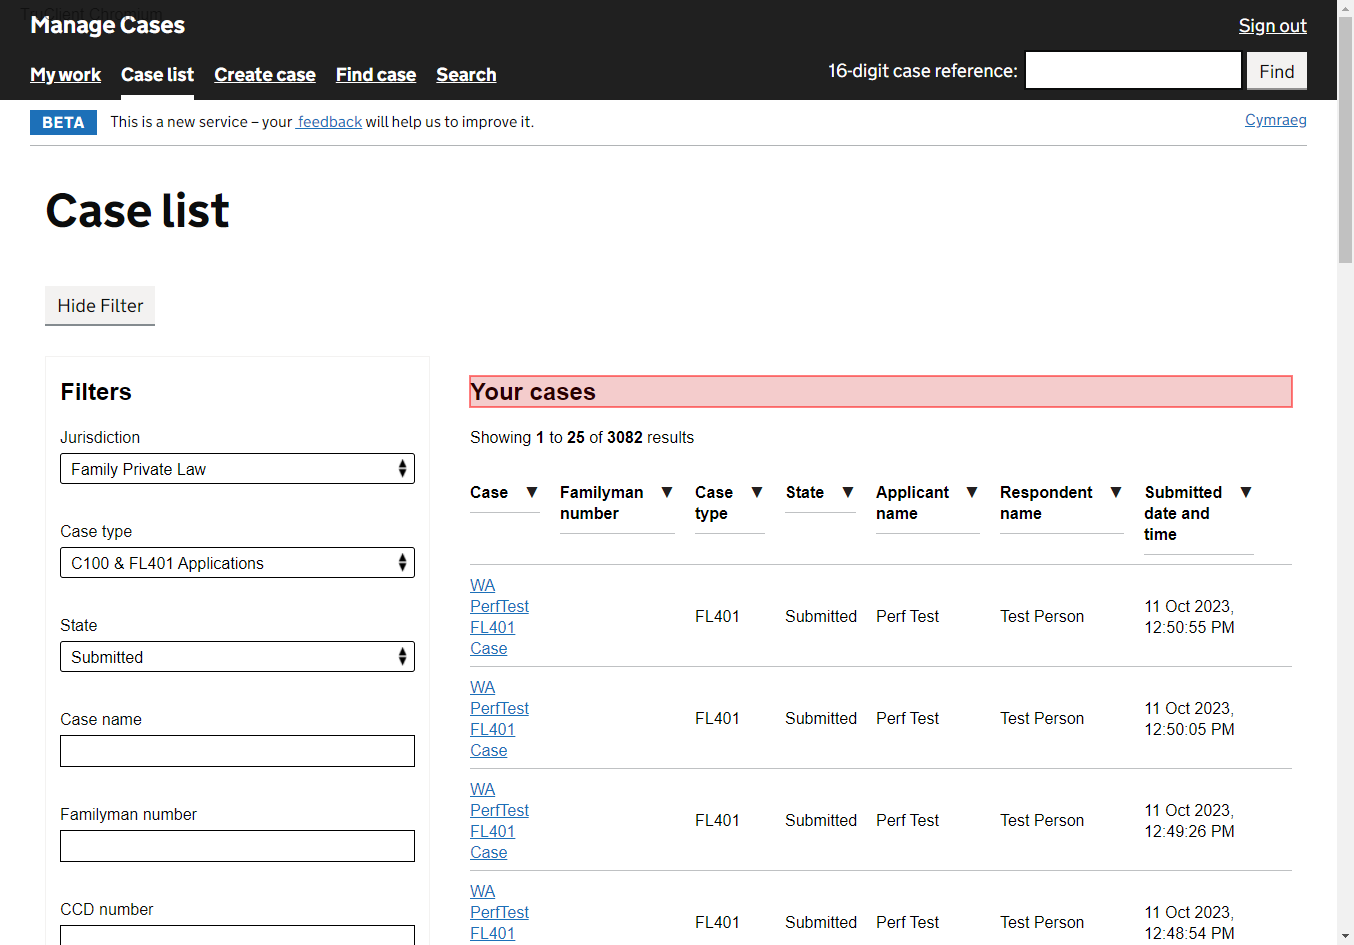 TruClient Chromium
Manage Cases
Sign out
My work Case list Create case Find case Search
16-digit case reference: Find
BETA This is a new service – your feedback will help us to improve it.
Cymraeg
Case list
Hide Filter
Filters
Jurisdiction
Family Private Law
Case type
C100 & FL401 Applications
State
Submitted
Case name
Familyman number
CCD number
Your cases
Showing 1 to 25 of 3082 results
Case ▼ Familyman number ▼ Case type ▼ State ▼ Applicant name ▼ Respondent name ▼ Submitted date and time ▼
WA PerfTest FL401 Case FL401 Submitted Perf Test Test Person 11 Oct 2023, 12:50:55 PM
WA PerfTest FL401 Case FL401 Submitted Perf Test Test Person 11 Oct 2023, 12:50:05 PM
WA PerfTest FL401 Case FL401 Submitted Perf Test Test Person 11 Oct 2023, 12:49:26 PM
WA PerfTest FL401 FL401 Submitted Perf Test Test Person 11 Oct 2023, 12:48:54 PM